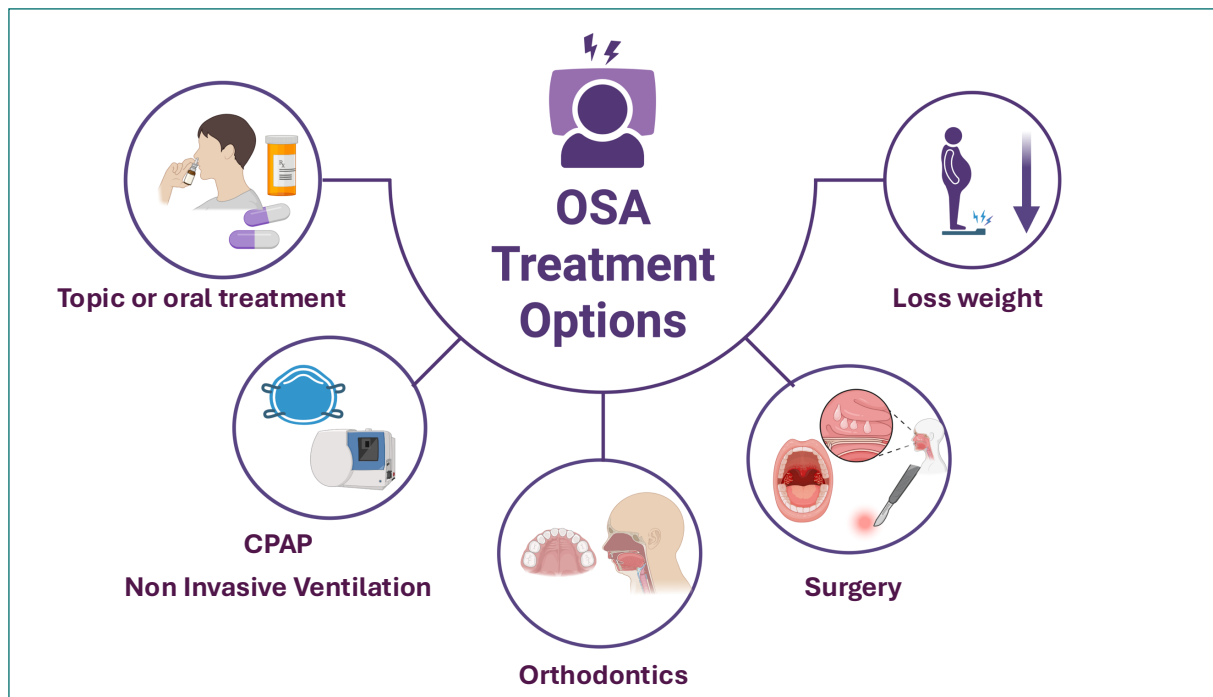 OSA
Treatment
Options
Topic or oral treatment
Loss weight
CPAP
Non Invasive Ventilation
Surgery
Orthodontics